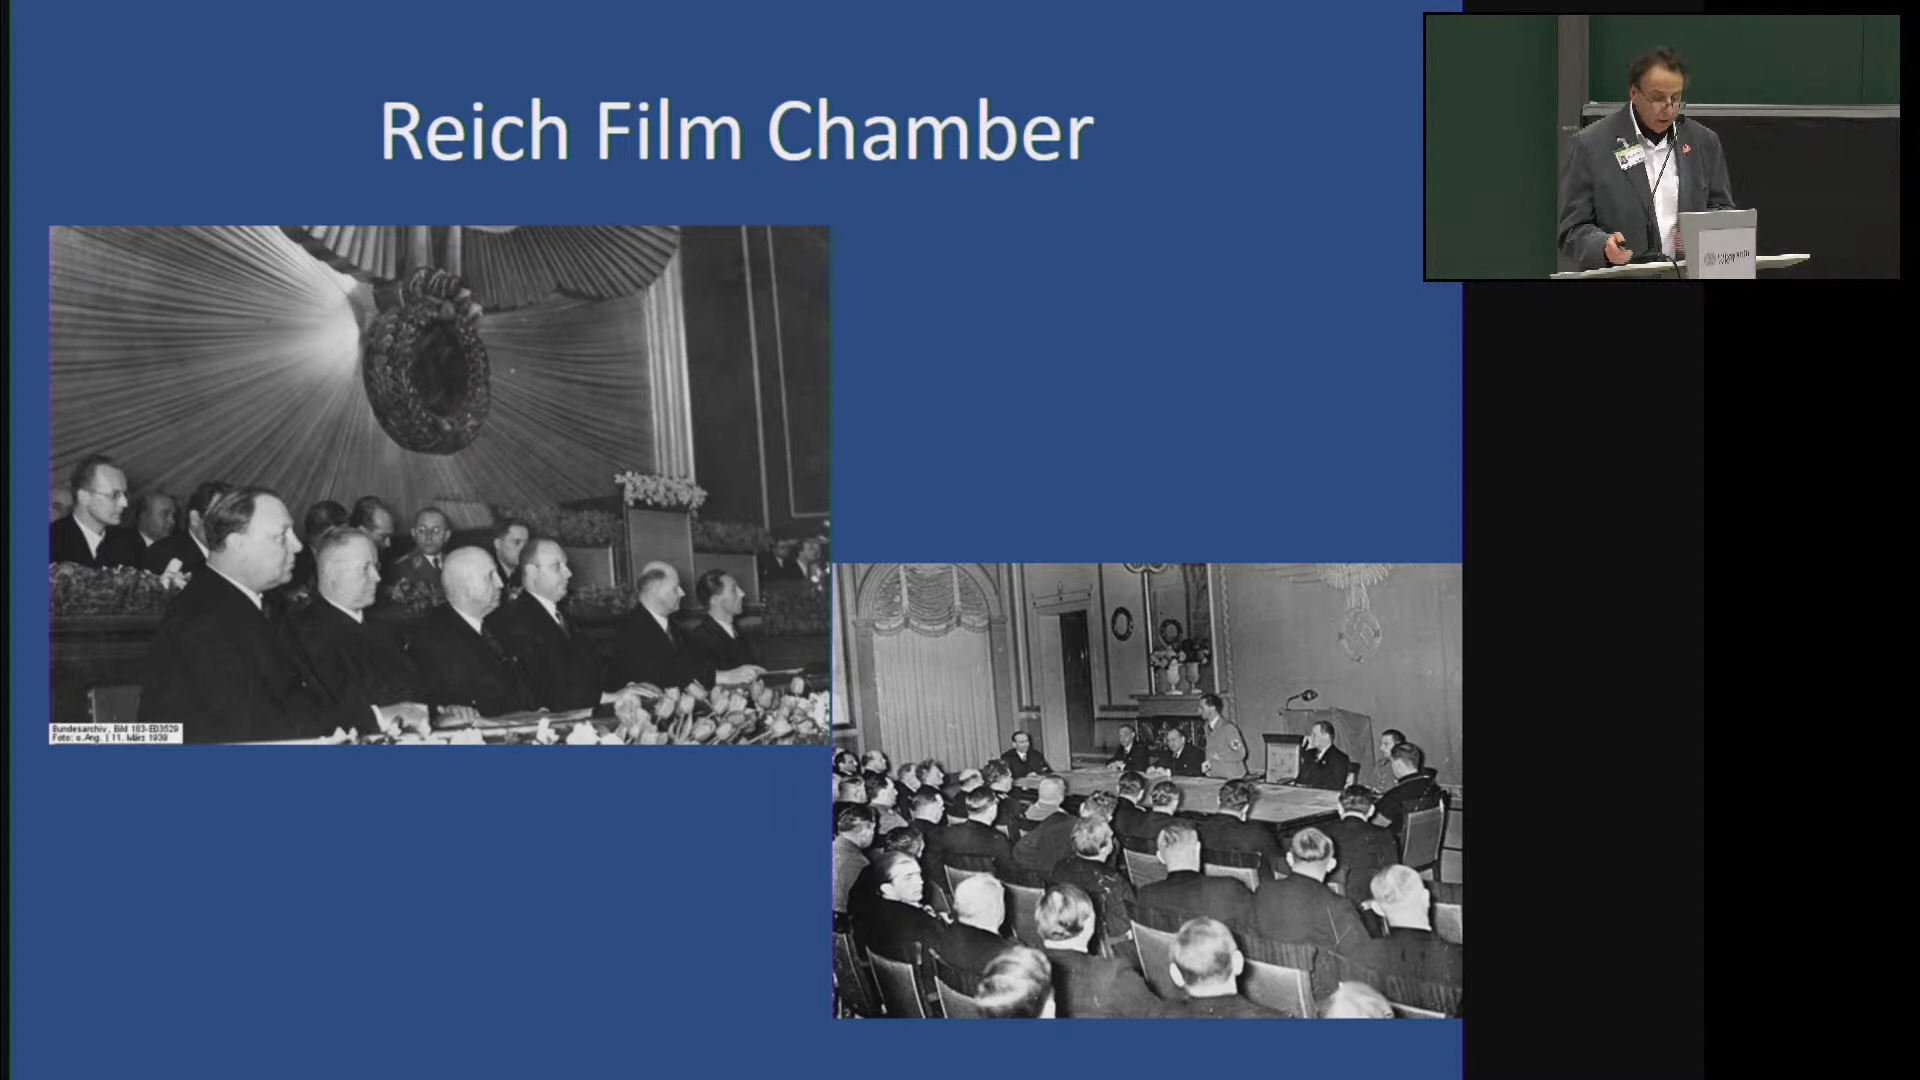 Reich Film Chamber
Bundesarchiv, Bild 183-E03529
Foto: o.Ang. | 11. März 1939